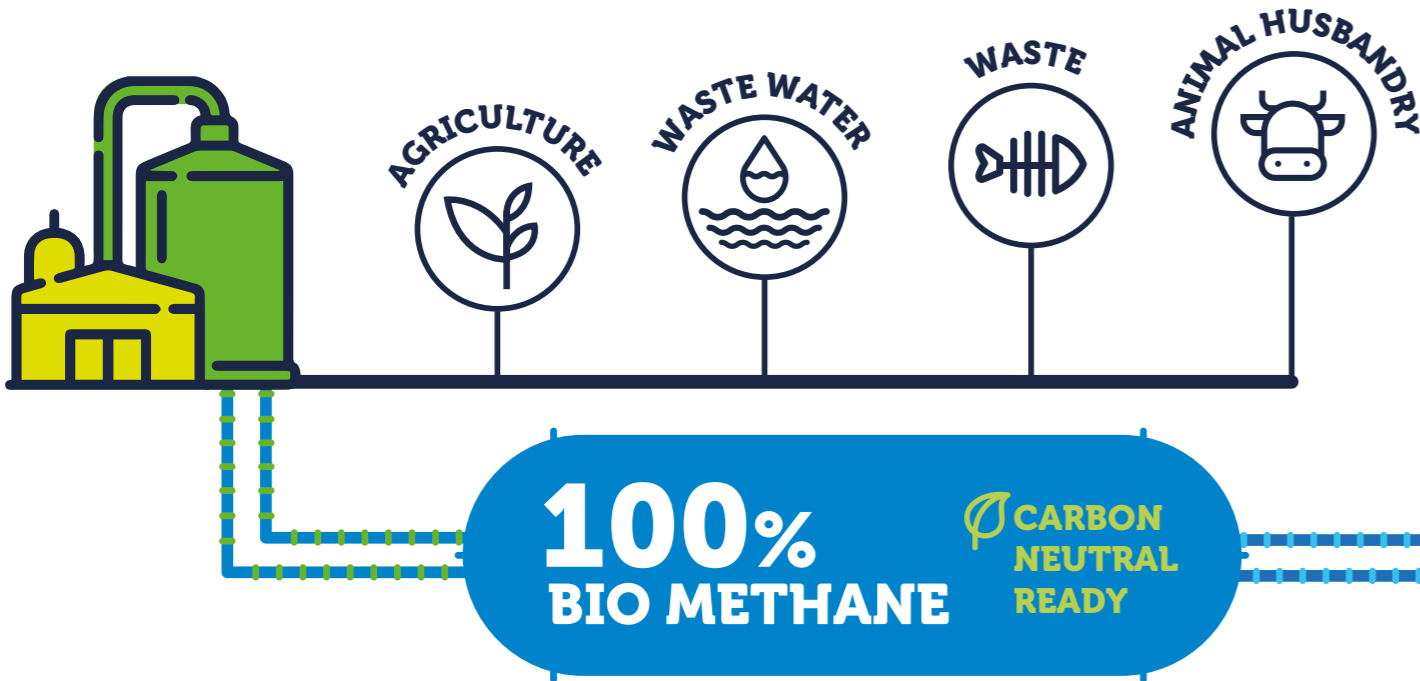 AGRICULTURE
WASTE WATER
WASTE
ANIMAL HUSBANDRY
100%
BIO METHANE
CARBON
NEUTRAL
READY